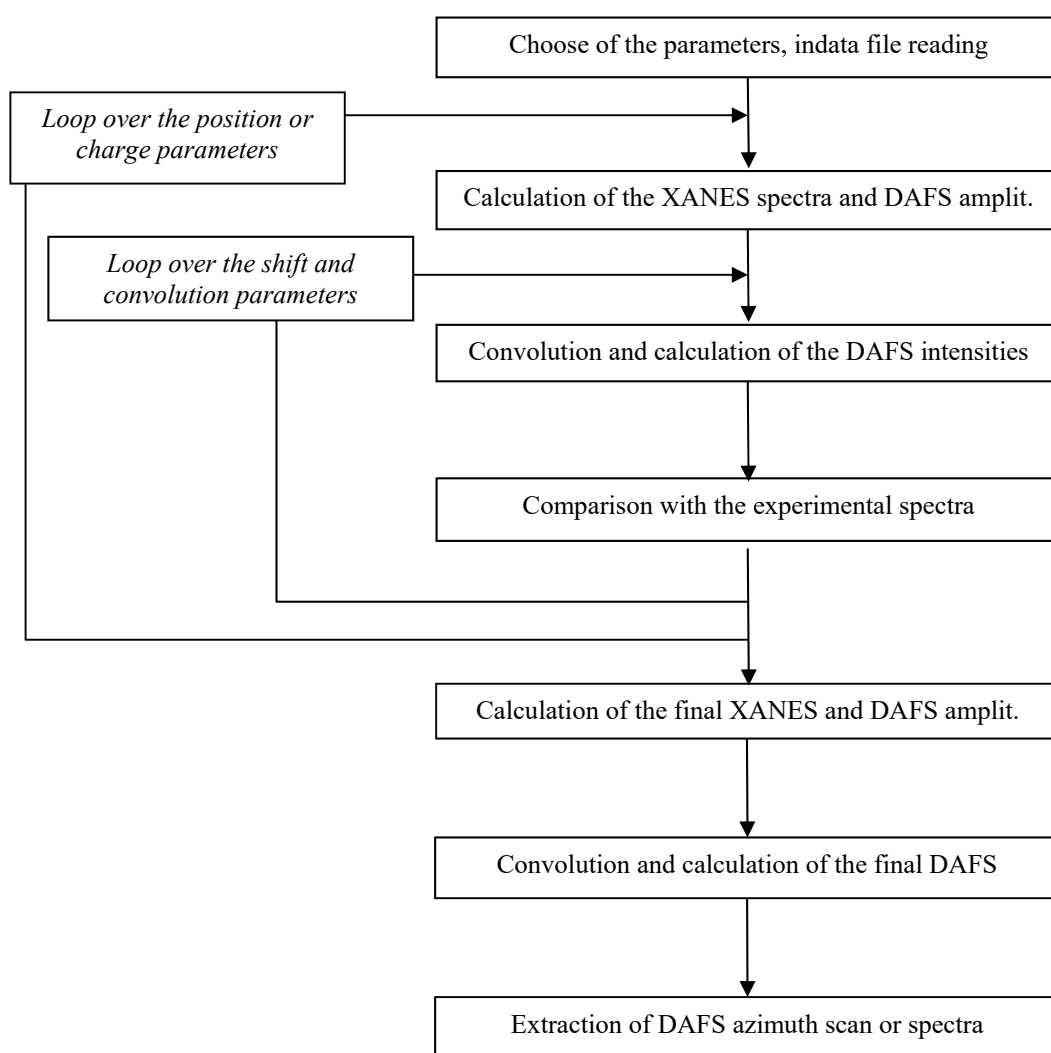 Choose of the parameters, indata file reading
Loop over the position or
charge parameters
Calculation of the XANES spectra and DAFS amplit.
Loop over the shift and
convolution parameters
Convolution and calculation of the DAFS intensities
Comparison with the experimental spectra
Calculation of the final XANES and DAFS amplit.
Convolution and calculation of the final DAFS
Extraction of DAFS azimuth scan or spectra